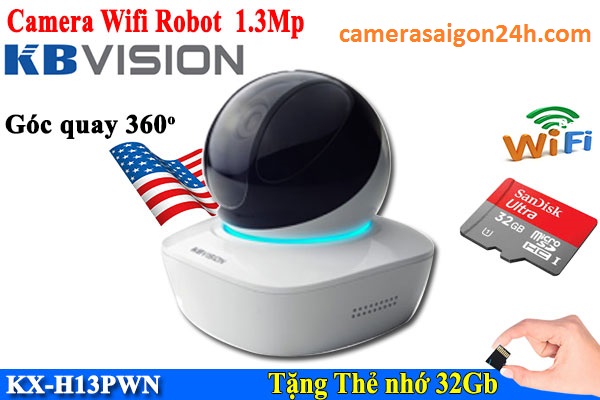 Camera Wifi Robot 1.3Mp
camerasaigon24h.com
KBVISION
Góc quay 360º
WiFi
SanDisk
Ultra
32GB
micro
SD
HC I
KBVISION
KX-H13PWN
Tặng Thẻ nhớ 32Gb